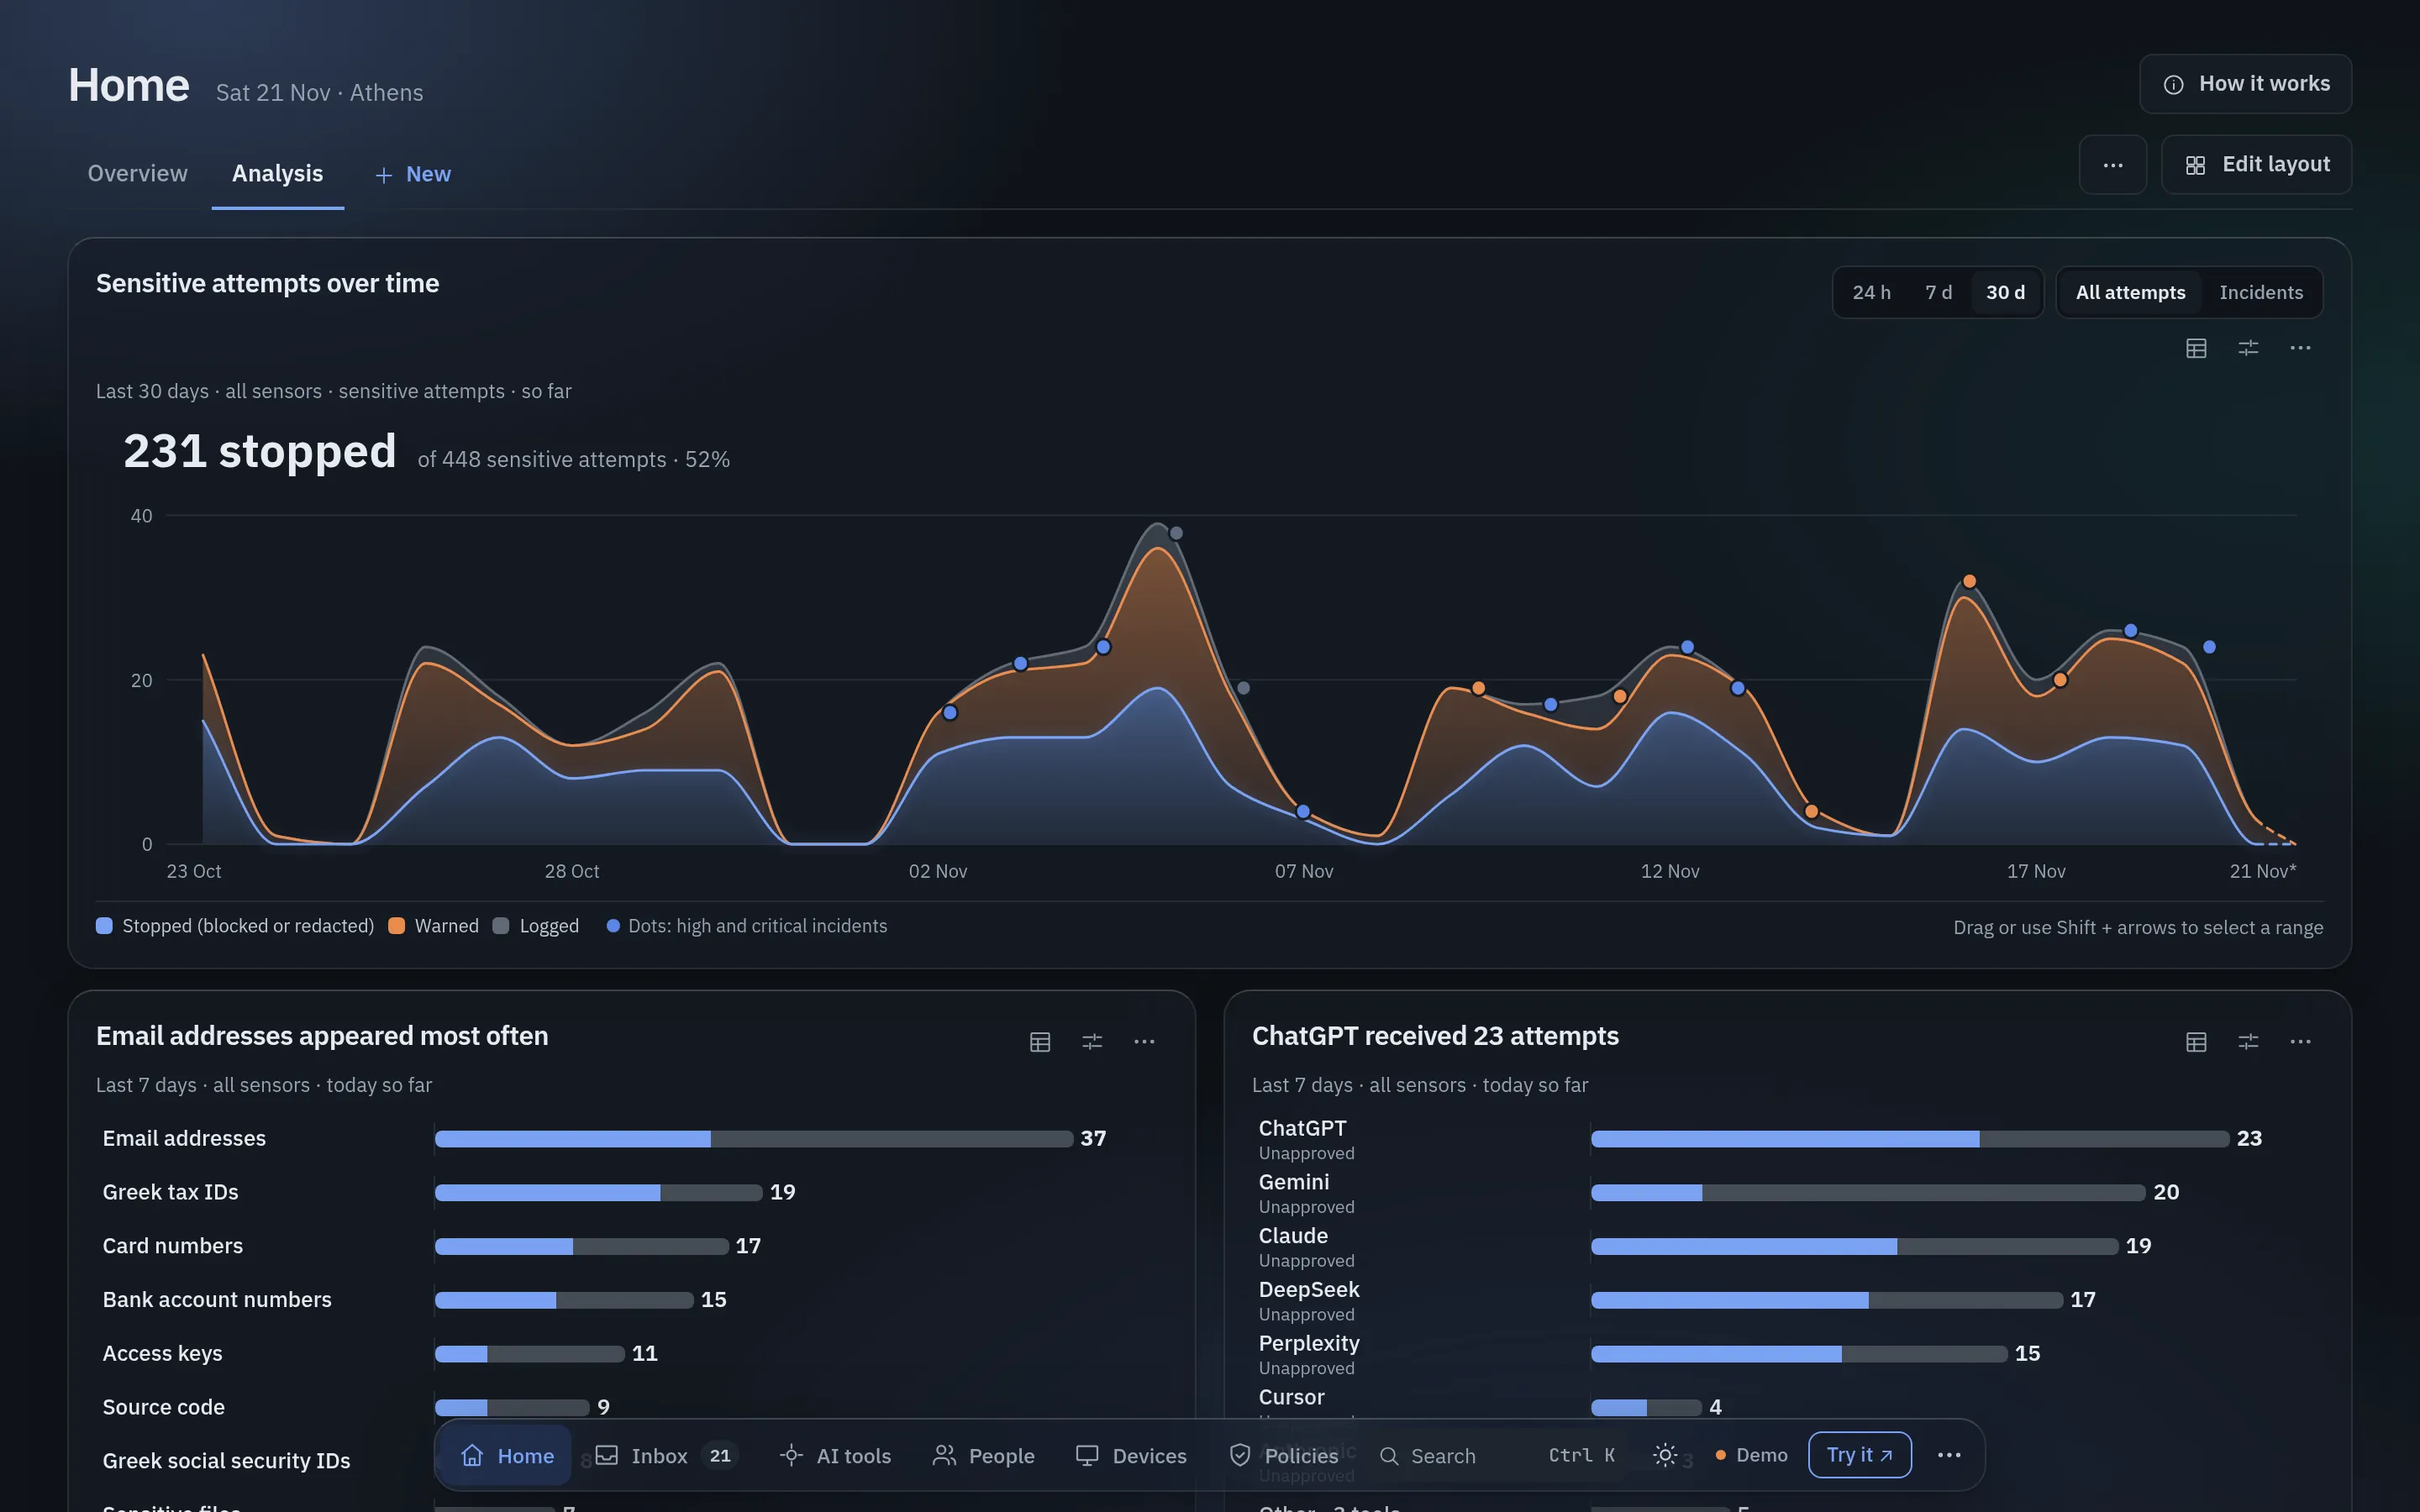 Home Sat 21 Nov · Athens
How it works
Overview Analysis + New
Edit layout
Sensitive attempts over time
24 h 7 d 30 d All attempts Incidents
Last 30 days · all sensors · sensitive attempts · so far
231 stopped of 448 sensitive attempts · 52%
40
20
0
23 Oct 28 Oct 02 Nov 07 Nov 12 Nov 17 Nov 21 Nov*
Stopped (blocked or redacted) Warned Logged Dots: high and critical incidents
Drag or use Shift + arrows to select a range
Email addresses appeared most often
Last 7 days · all sensors · today so far
Email addresses 37
Greek tax IDs 19
Card numbers 17
Bank account numbers 15
Access keys 11
Source code 9
Greek social security IDs 8
ChatGPT received 23 attempts
Last 7 days · all sensors · today so far
ChatGPT 23
Unapproved
Gemini 20
Unapproved
Claude 19
Unapproved
DeepSeek 17
Unapproved
Perplexity 15
Unapproved
Cursor 4
3
Unapproved
Home Inbox 21 AI tools People Devices Policies Search Ctrl K Demo Try it ↗